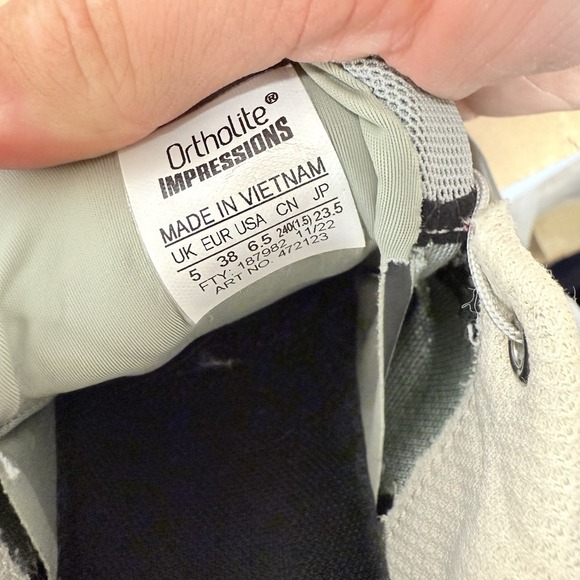 Ortholite®
IMPRESSIONS
MADE IN VIETNAM
UK EUR USA CN JP
5 38 6.5 240(1.5) 23.5
FTY: 187982 11/22
ART NO. 472123